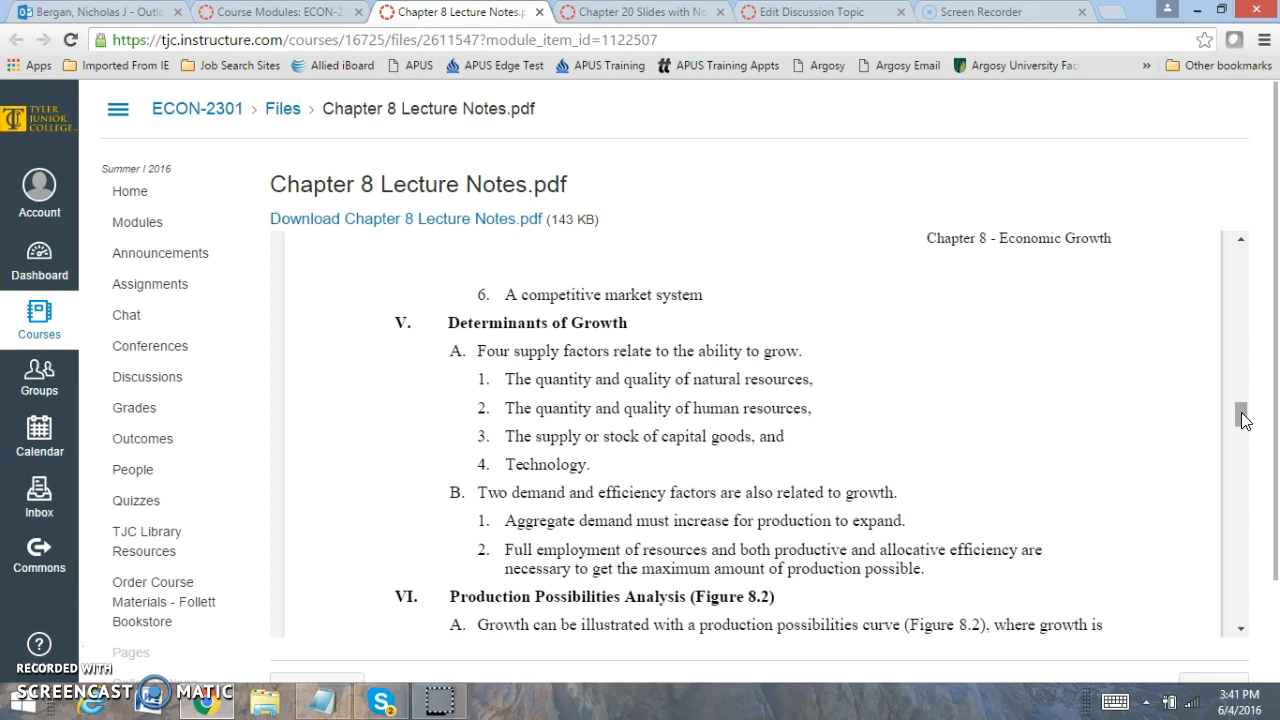 Bergan, Nicholas J - Outlo
Course Modules: ECON-2
Chapter 8 Lecture Notes.p
Chapter 20 Slides with No
Edit Discussion Topic
Screen Recorder
https://tjc.instructure.com/courses/16725/files/2611547?module_item_id=1122507
Apps Imported From IE Job Search Sites Allied iBoard APUS APUS Edge Test APUS Training APUS Training Appts Argosy Argosy Email Argosy University Fac » Other bookmarks
TYLER
JUNIOR
COLLEGE
Account
Dashboard
Courses
Groups
Calendar
Inbox
Commons
ECON-2301 › Files › Chapter 8 Lecture Notes.pdf
Summer I 2016
Home
Modules
Announcements
Assignments
Chat
Conferences
Discussions
Grades
Outcomes
People
Quizzes
TJC Library
Resources
Order Course
Materials - Follett
Bookstore
Pages
Chapter 8 Lecture Notes.pdf
Download Chapter 8 Lecture Notes.pdf (143 KB)
Chapter 8 - Economic Growth
6. A competitive market system
V. Determinants of Growth
A. Four supply factors relate to the ability to grow.
1. The quantity and quality of natural resources,
2. The quantity and quality of human resources,
3. The supply or stock of capital goods, and
4. Technology.
B. Two demand and efficiency factors are also related to growth.
1. Aggregate demand must increase for production to expand.
2. Full employment of resources and both productive and allocative efficiency are
necessary to get the maximum amount of production possible.
VI. Production Possibilities Analysis (Figure 8.2)
A. Growth can be illustrated with a production possibilities curve (Figure 8.2), where growth is
RECORDED WITH
SCREENCAST MATIC
2
3:41 PM
6/4/2016